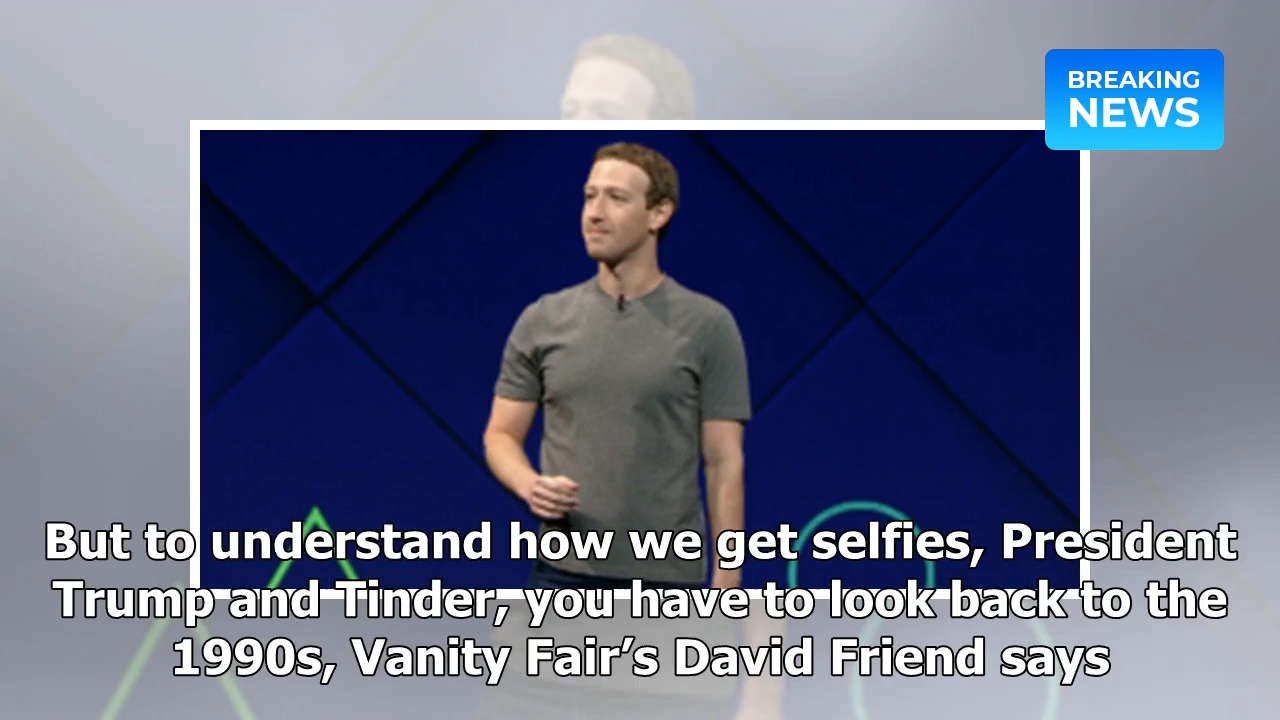 BREAKING
NEWS
But to understand how we get selfies, President
Trump and Tinder, you have to look back to the
1990s, Vanity Fair’s David Friend says